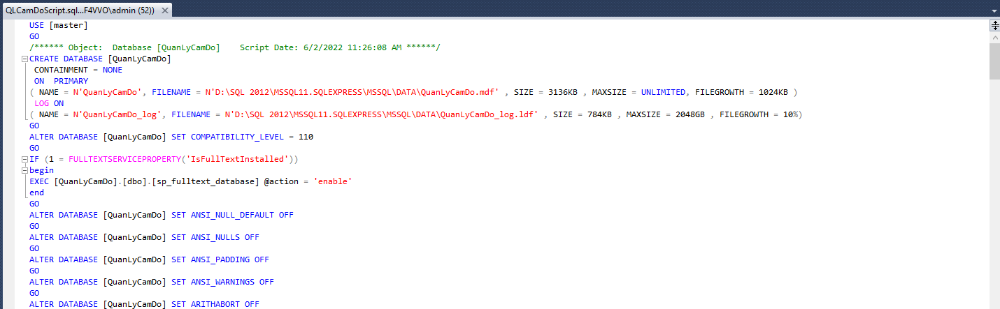 QLCamDoScript.sql...F4VVO\admin (52))
USE [master]
GO
/****** Object:  Database [QuanLyCamDo]    Script Date: 6/2/2022 11:26:08 AM ******/
CREATE DATABASE [QuanLyCamDo]
 CONTAINMENT = NONE
 ON  PRIMARY
( NAME = N'QuanLyCamDo', FILENAME = N'D:\SQL 2012\MSSQL11.SQLEXPRESS\MSSQL\DATA\QuanLyCamDo.mdf' , SIZE = 3136KB , MAXSIZE = UNLIMITED, FILEGROWTH = 1024KB )
 LOG ON
( NAME = N'QuanLyCamDo_log', FILENAME = N'D:\SQL 2012\MSSQL11.SQLEXPRESS\MSSQL\DATA\QuanLyCamDo_log.ldf' , SIZE = 784KB , MAXSIZE = 2048GB , FILEGROWTH = 10%)
GO
ALTER DATABASE [QuanLyCamDo] SET COMPATIBILITY_LEVEL = 110
GO
IF (1 = FULLTEXTSERVICEPROPERTY('IsFullTextInstalled'))
begin
EXEC [QuanLyCamDo].[dbo].[sp_fulltext_database] @action = 'enable'
end
GO
ALTER DATABASE [QuanLyCamDo] SET ANSI_NULL_DEFAULT OFF
GO
ALTER DATABASE [QuanLyCamDo] SET ANSI_NULLS OFF
GO
ALTER DATABASE [QuanLyCamDo] SET ANSI_PADDING OFF
GO
ALTER DATABASE [QuanLyCamDo] SET ANSI_WARNINGS OFF
GO
ALTER DATABASE [QuanLyCamDo] SET ARITHABORT OFF